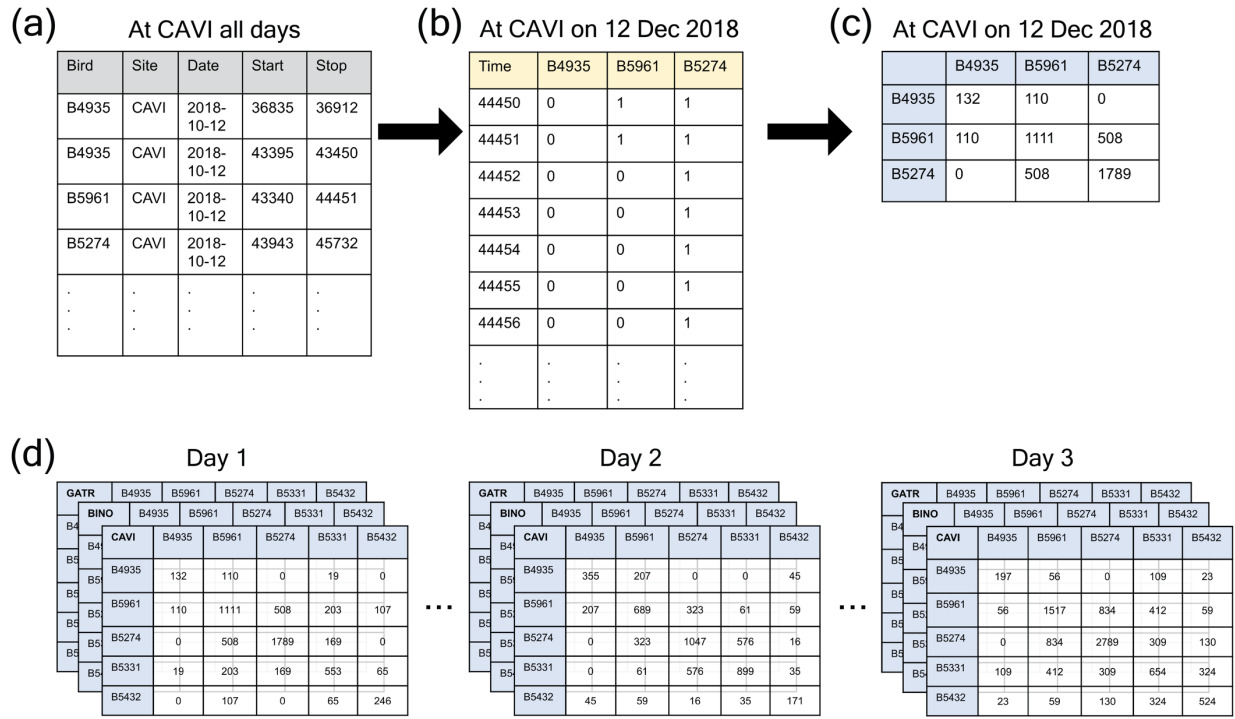 (a) At CAVI all days
Bird Site Date Start Stop
B4935 CAVI 2018-10-12 36835 36912
B4935 CAVI 2018-10-12 43395 43450
B5961 CAVI 2018-10-12 43340 44451
B5274 CAVI 2018-10-12 43943 45732
. . . . .
. . . . .
. . . . .
(b) At CAVI on 12 Dec 2018
Time B4935 B5961 B5274
44450 0 1 1
44451 0 1 1
44452 0 0 1
44453 0 0 1
44454 0 0 1
44455 0 0 1
44456 0 0 1
. . . .
. . . .
. . . .
(c) At CAVI on 12 Dec 2018
B4935 B5961 B5274
B4935 132 110 0
B5961 110 1111 508
B5274 0 508 1789
(d)
Day 1
GATR B4935 B5961 B5274 B5331 B5432
BINO B4935 B5961 B5274 B5331 B5432
CAVI B4935 B5961 B5274 B5331 B5432
B4935 132 110 0 19 0
B5961 110 1111 508 203 107
B5274 0 508 1789 169 0
B5331 19 203 169 553 65
B5432 0 107 0 65 246
...
Day 2
GATR B4935 B5961 B5274 B5331 B5432
BINO B4935 B5961 B5274 B5331 B5432
CAVI B4935 B5961 B5274 B5331 B5432
B4935 355 207 0 0 45
B5961 207 689 323 61 59
B5274 0 323 1047 576 16
B5331 0 61 576 899 35
B5432 45 59 16 35 171
...
Day 3
GATR B4935 B5961 B5274 B5331 B5432
BINO B4935 B5961 B5274 B5331 B5432
CAVI B4935 B5961 B5274 B5331 B5432
B4935 197 56 0 109 23
B5961 56 1517 834 412 59
B5274 0 834 2789 309 130
B5331 109 412 309 654 324
B5432 23 59 130 324 524